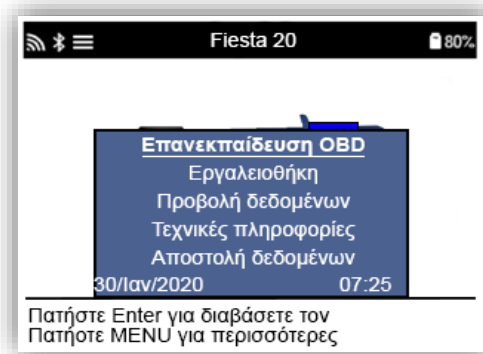 Fiesta 20
80%
Επανεκπαίδευση OBD
Εργαλειοθήκη
Προβολή δεδομένων
Τεχνικές πληροφορίες
Αποστολή δεδομένων
30/Ιαν/2020 07:25
Πατήστε Enter για διαβάσετε τον
Πατήστε MENU για περισσότερες